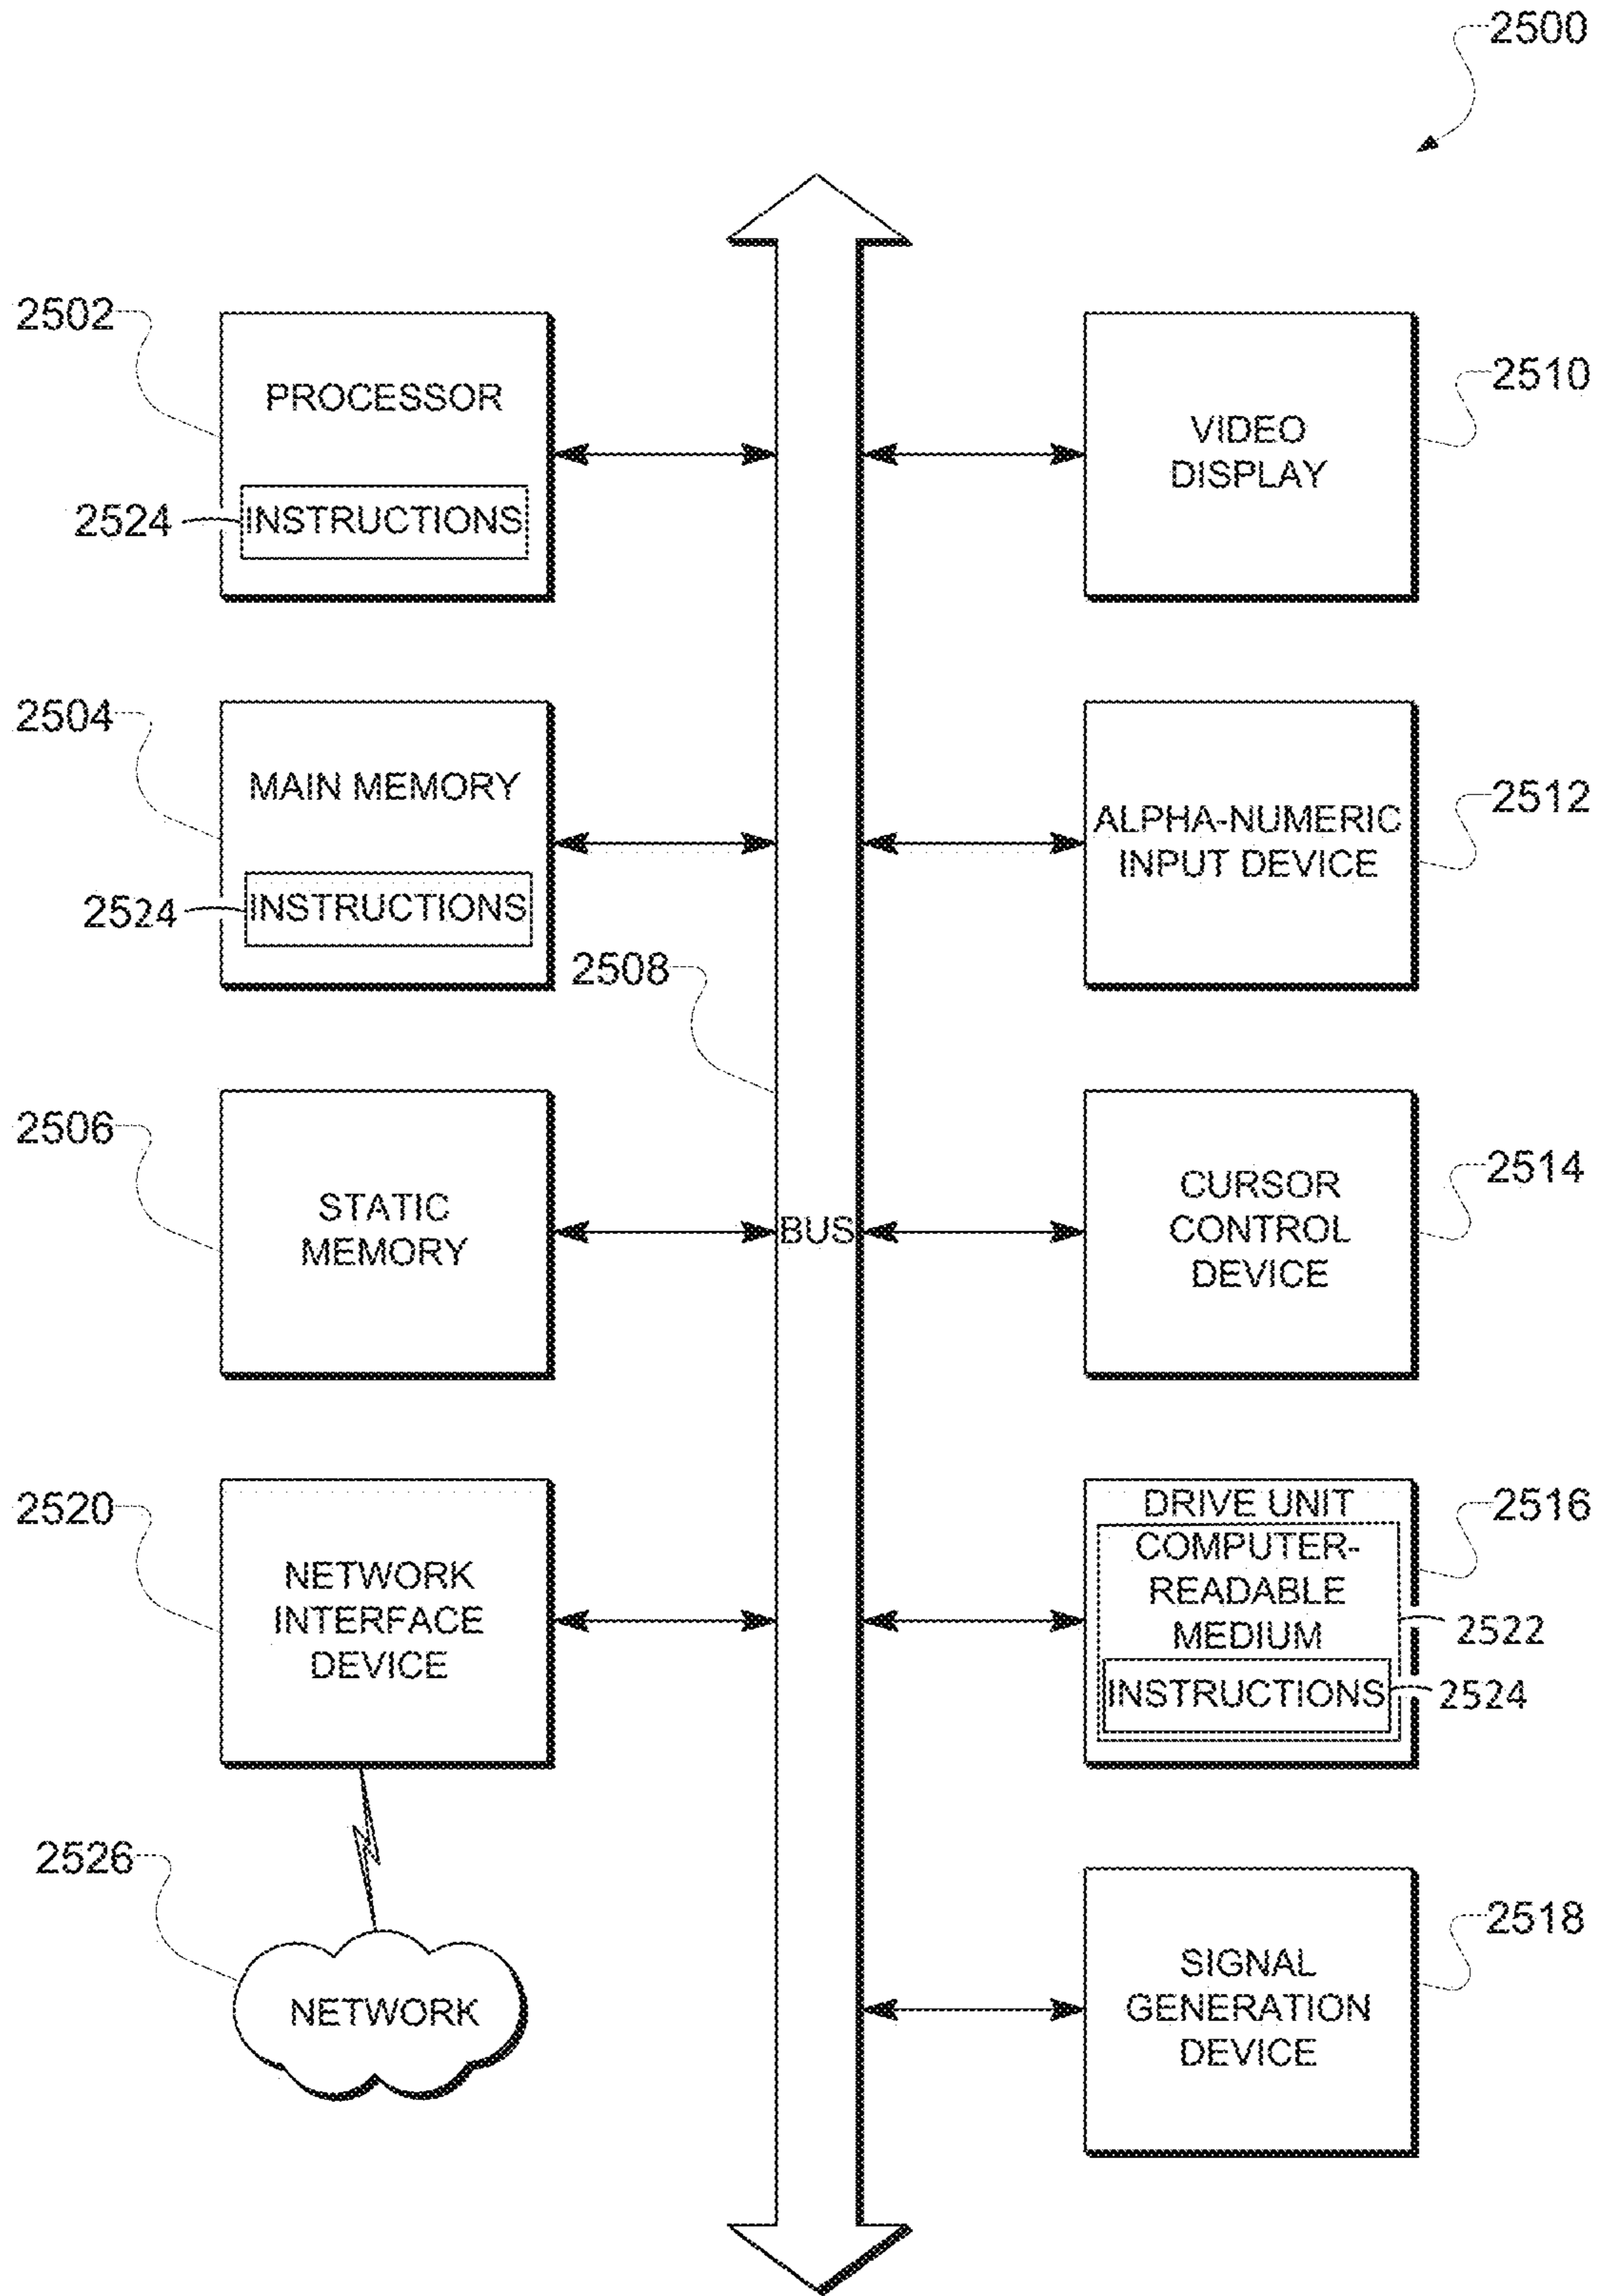 2500
2502
PROCESSOR
2524
INSTRUCTIONS
2510
VIDEO
DISPLAY
2504
MAIN MEMORY
2524
INSTRUCTIONS
2512
ALPHA-NUMERIC
INPUT DEVICE
2508
2506
STATIC
MEMORY
BUS
2514
CURSOR
CONTROL
DEVICE
2520
NETWORK
INTERFACE
DEVICE
DRIVE UNIT
2516
COMPUTER-
READABLE
MEDIUM
2522
INSTRUCTIONS
2524
2526
NETWORK
2518
SIGNAL
GENERATION
DEVICE